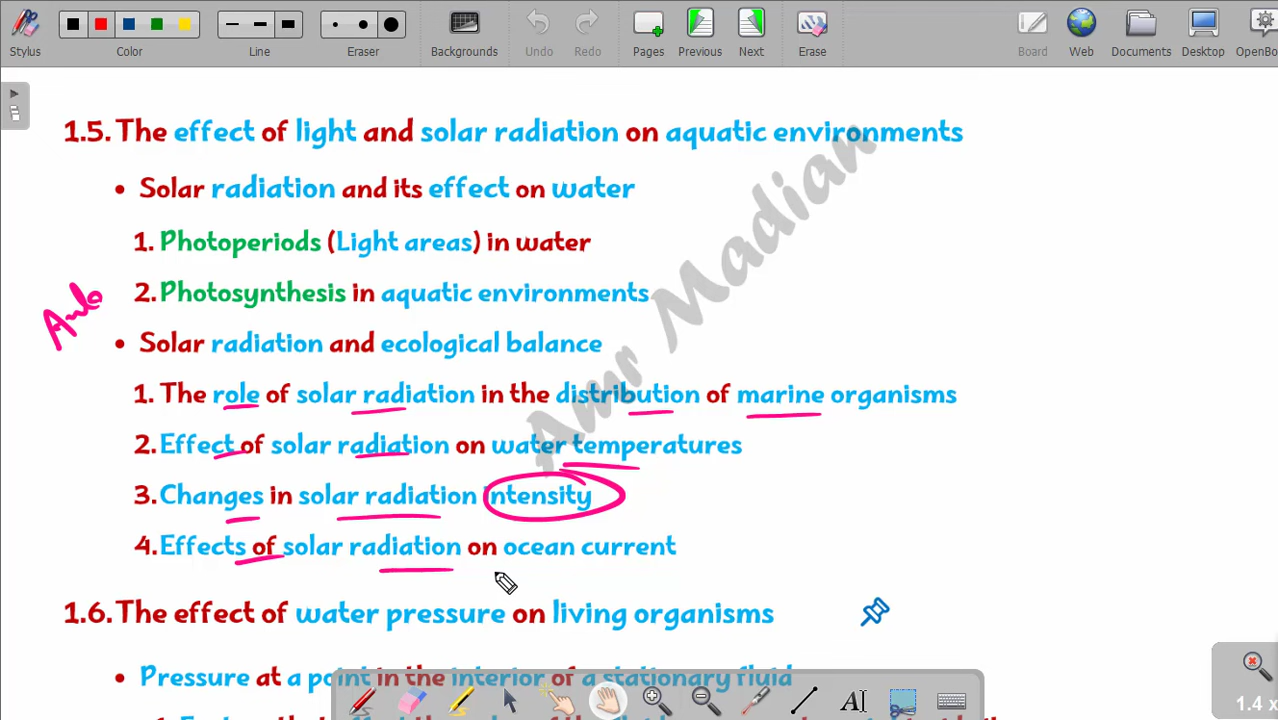 Stylus
Color
Line
Eraser
Backgrounds
Undo
Redo
Pages
Previous
Next
Erase
Board
Web
Documents
Desktop
OpenBo
1.5. The effect of light and solar radiation on aquatic environments
• Solar radiation and its effect on water
1. Photoperiods (Light areas) in water
2. Photosynthesis in aquatic environments
• Solar radiation and ecological balance
1. The role of solar radiation in the distribution of marine organisms
2. Effect of solar radiation on water temperatures
3. Changes in solar radiation intensity
4. Effects of solar radiation on ocean current
1.6. The effect of water pressure on living organisms
• Pressure at a point in the interior of a stationary fluid
Amr Madian
1.4 x